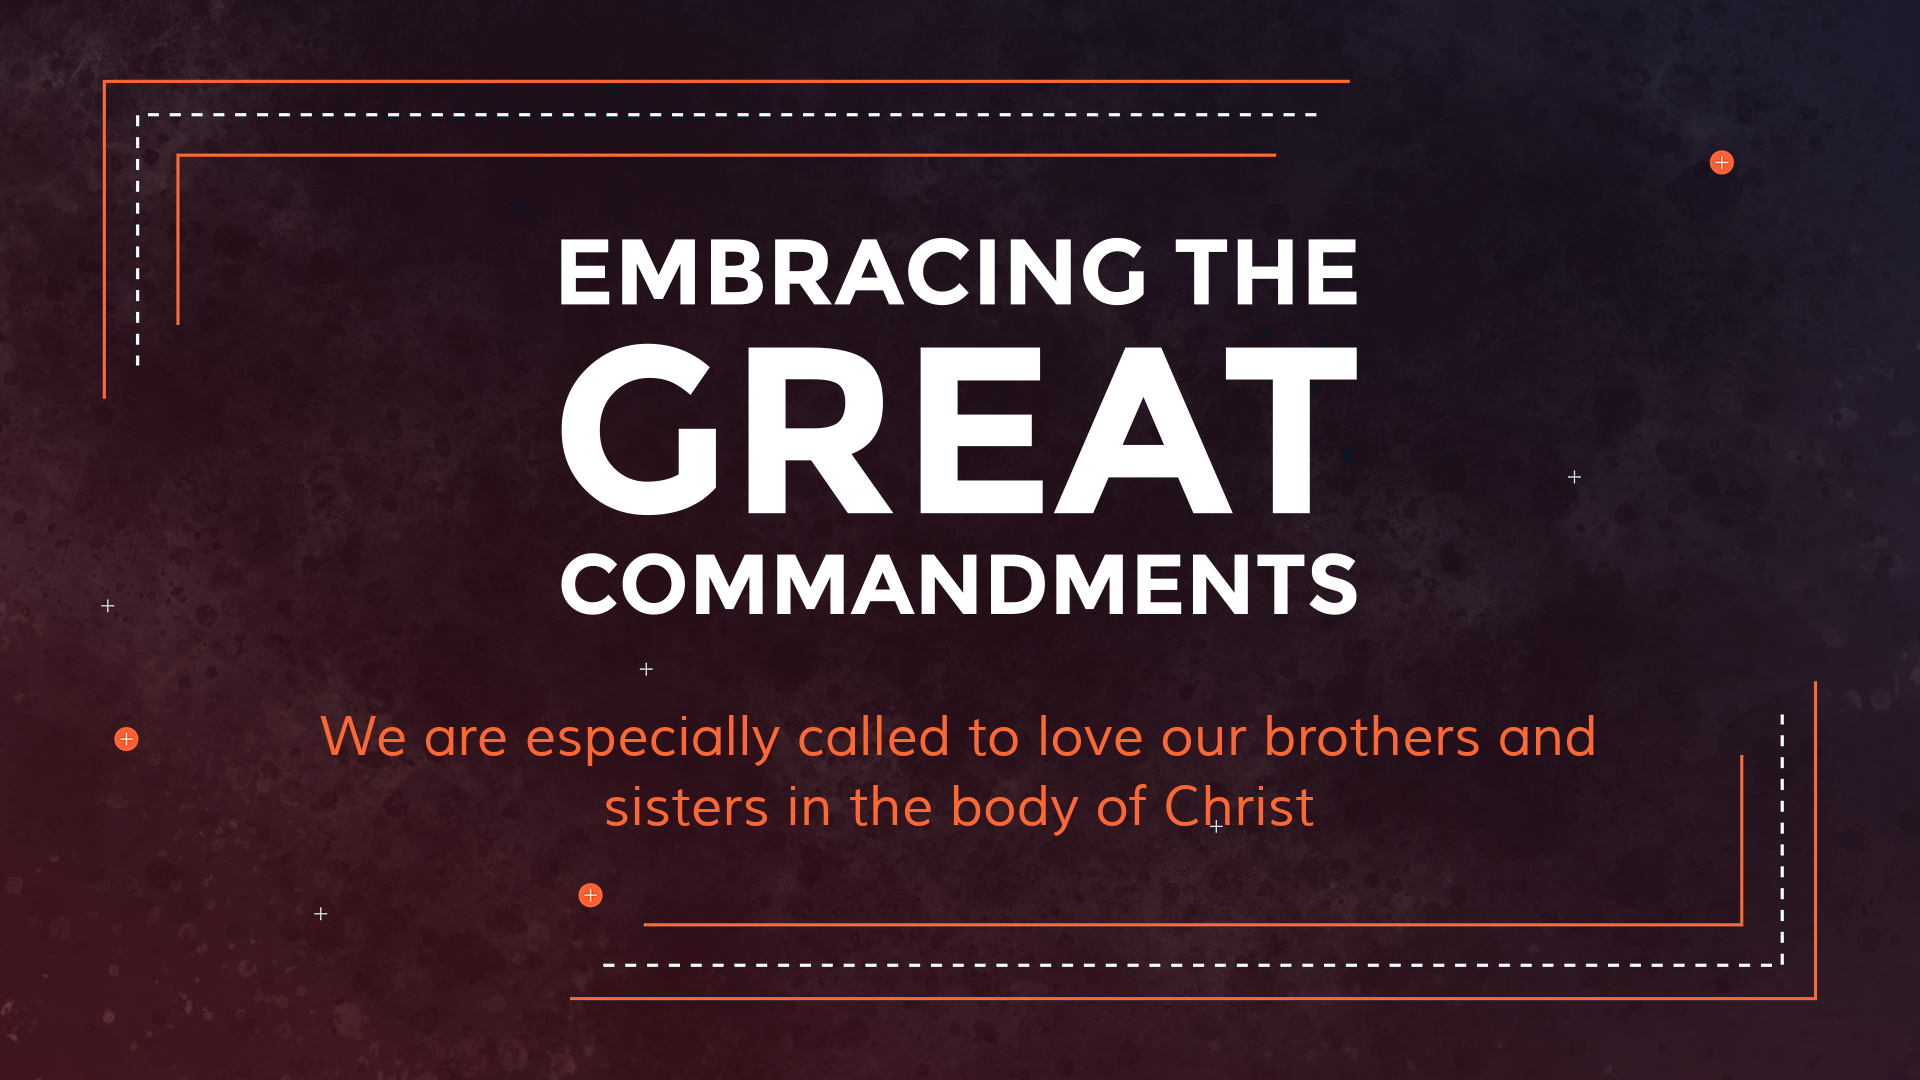 EMBRACING THE
GREAT
COMMANDMENTS
We are especially called to love our brothers and
sisters in the body of Christ